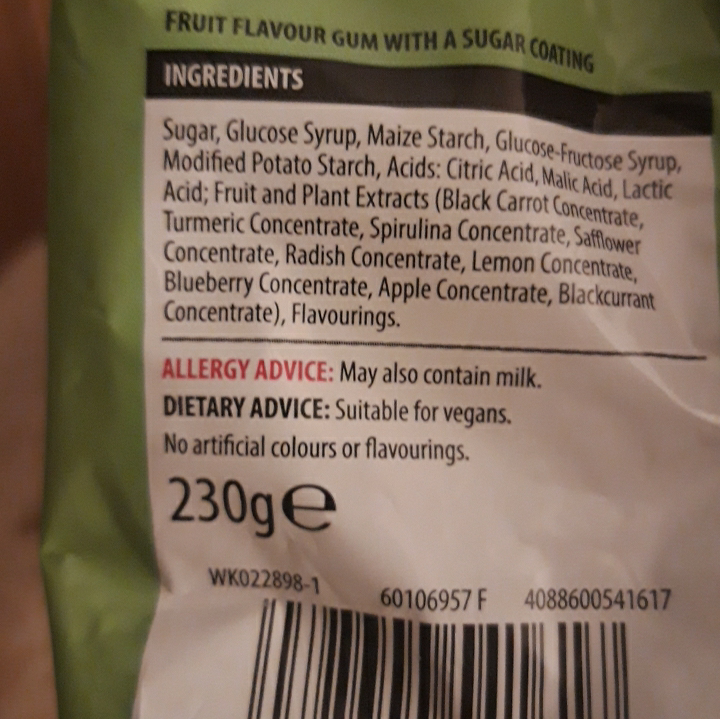 FRUIT FLAVOUR GUM WITH A SUGAR COATING
INGREDIENTS
Sugar, Glucose Syrup, Maize Starch, Glucose-Fructose Syrup,
Modified Potato Starch, Acids: Citric Acid, Malic Acid, Lactic
Acid; Fruit and Plant Extracts (Black Carrot Concentrate,
Turmeric Concentrate, Spirulina Concentrate, Safflower
Concentrate, Radish Concentrate, Lemon Concentrate,
Blueberry Concentrate, Apple Concentrate, Blackcurrant
Concentrate), Flavourings.
ALLERGY ADVICE: May also contain milk.
DIETARY ADVICE: Suitable for vegans.
No artificial colours or flavourings.
230g℮
WK022898-1 60106957 F 4088600541617